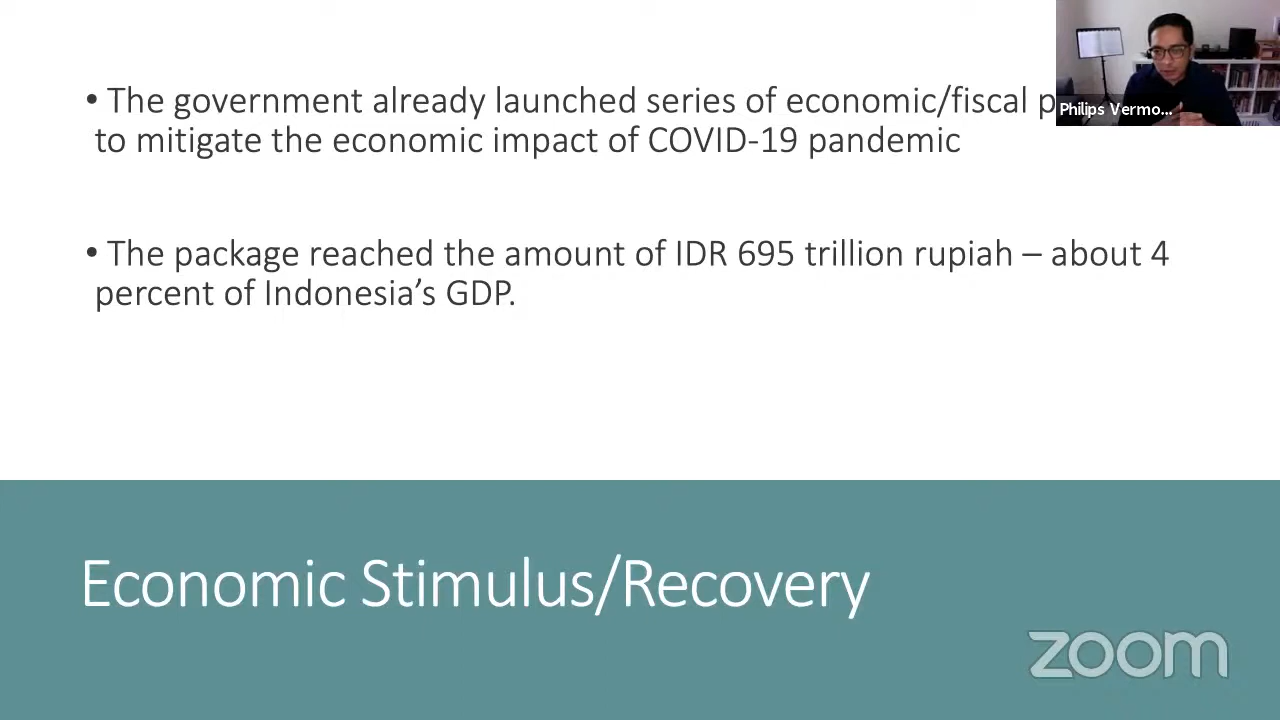 • The government already launched series of economic/fiscal
to mitigate the economic impact of COVID-19 pandemic
• The package reached the amount of IDR 695 trillion rupiah – about 4
percent of Indonesia’s GDP.
Philips Vermo...
Economic Stimulus/Recovery
zoom